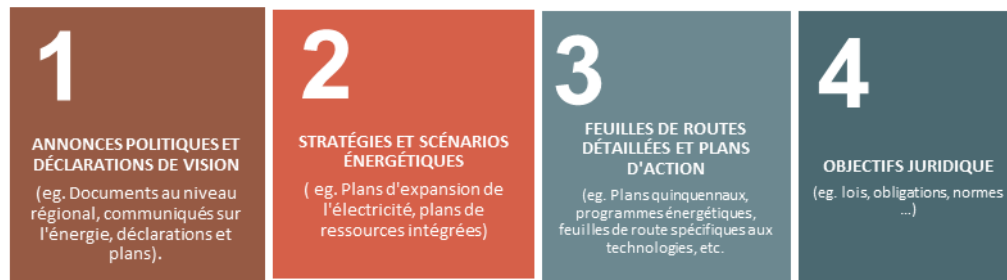 1
ANNONCES POLITIQUES ET
DÉCLARATIONS DE VISION
(eg. Documents au niveau
régional, communiqués sur
l'énergie, déclarations et
plans).
2
STRATÉGIES ET SCÉNARIOS
ÉNERGÉTIQUES
( eg. Plans d'expansion de
l'électricité, plans de
ressources intégrées)
3
FEUILLES DE ROUTES
DÉTAILLÉES ET PLANS
D'ACTION
(eg. Plans quinquennaux,
programmes énergétiques,
feuilles de route spécifiques aux
technologies, etc.
4
OBJECTIFS JURIDIQUE
(eg. lois, obligations, normes
...)